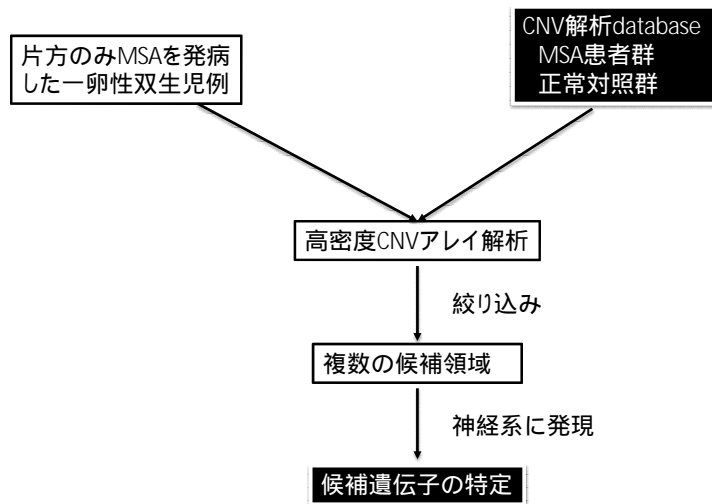 片方のみMSAを発病
した一卵性双生児例
CNV解析database
MSA患者群
正常対照群
高密度CNVアレイ解析
絞り込み
複数の候補領域
神経系に発現
候補遺伝子の特定